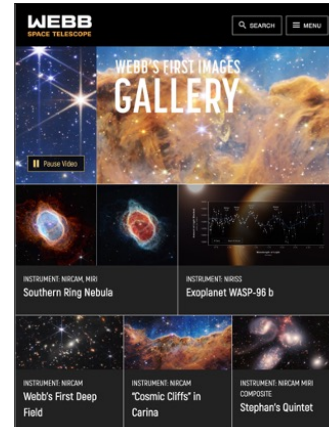 WEBB
SPACE TELESCOPE
SEARCH
MENU
WEBB'S FIRST IMAGES
GALLERY
Pause Video
INSTRUMENT: NIRCAM, MIRI
Southern Ring Nebula
INSTRUMENT: NIRISS
Exoplanet WASP-96 b
INSTRUMENT: NIRCAM
Webb's First Deep
Field
INSTRUMENT: NIRCAM
"Cosmic Cliffs" in
Carina
INSTRUMENT: NIRCAM MIRI
COMPOSITE
Stephan's Quintet